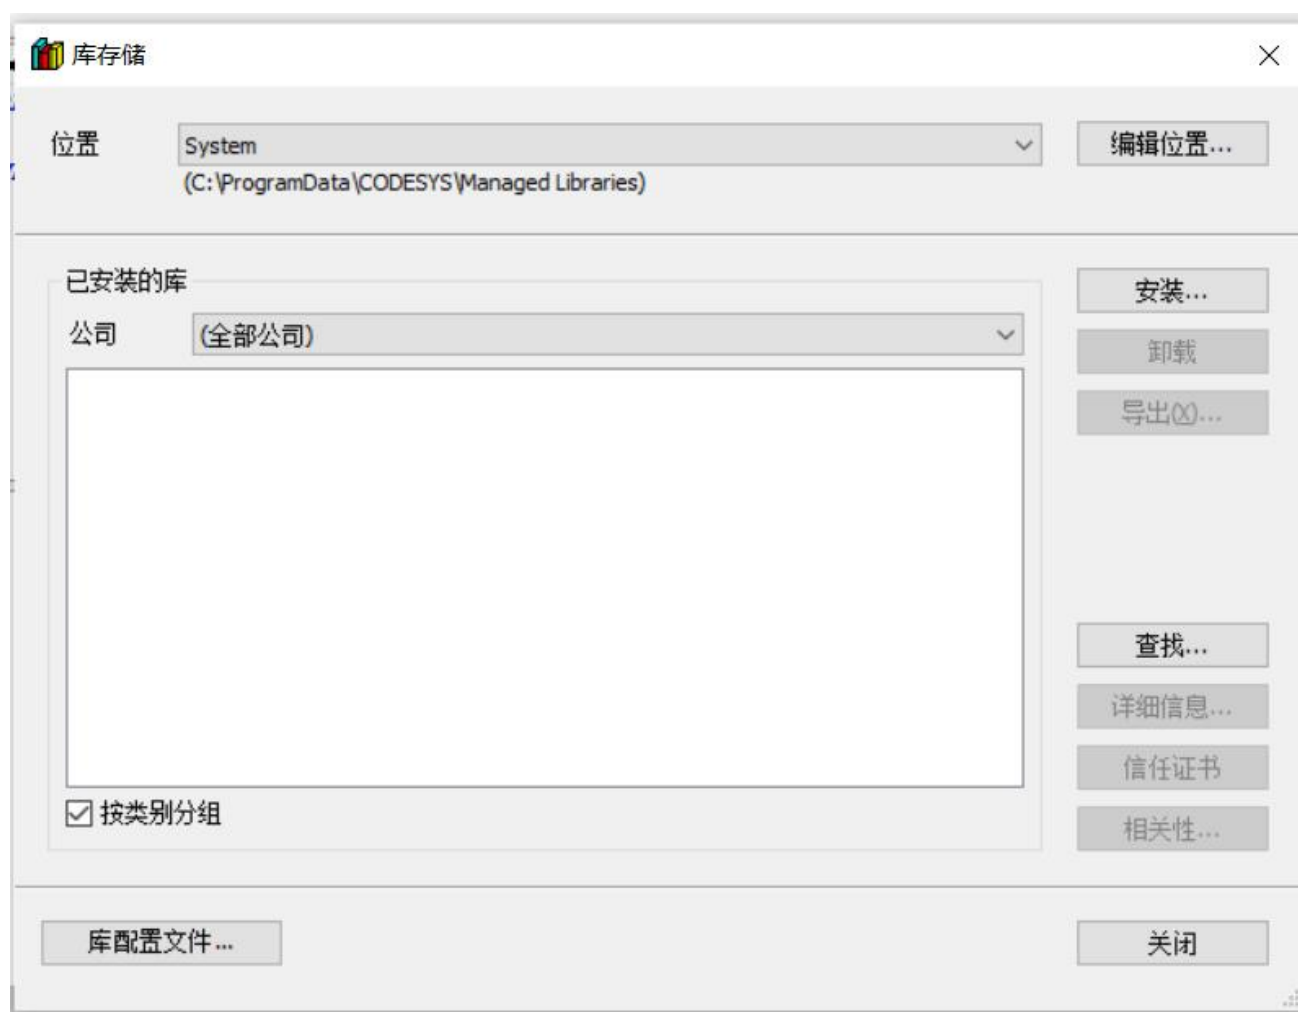 库存储
位置
System
编辑位置...
(C:\ProgramData\CODESYS\Managed Libraries)
已安装的库
安装...
公司
(全部公司)
卸载
导出(X)...
查找...
详细信息...
信任证书
按类别分组
相关性...
库配置文件...
关闭